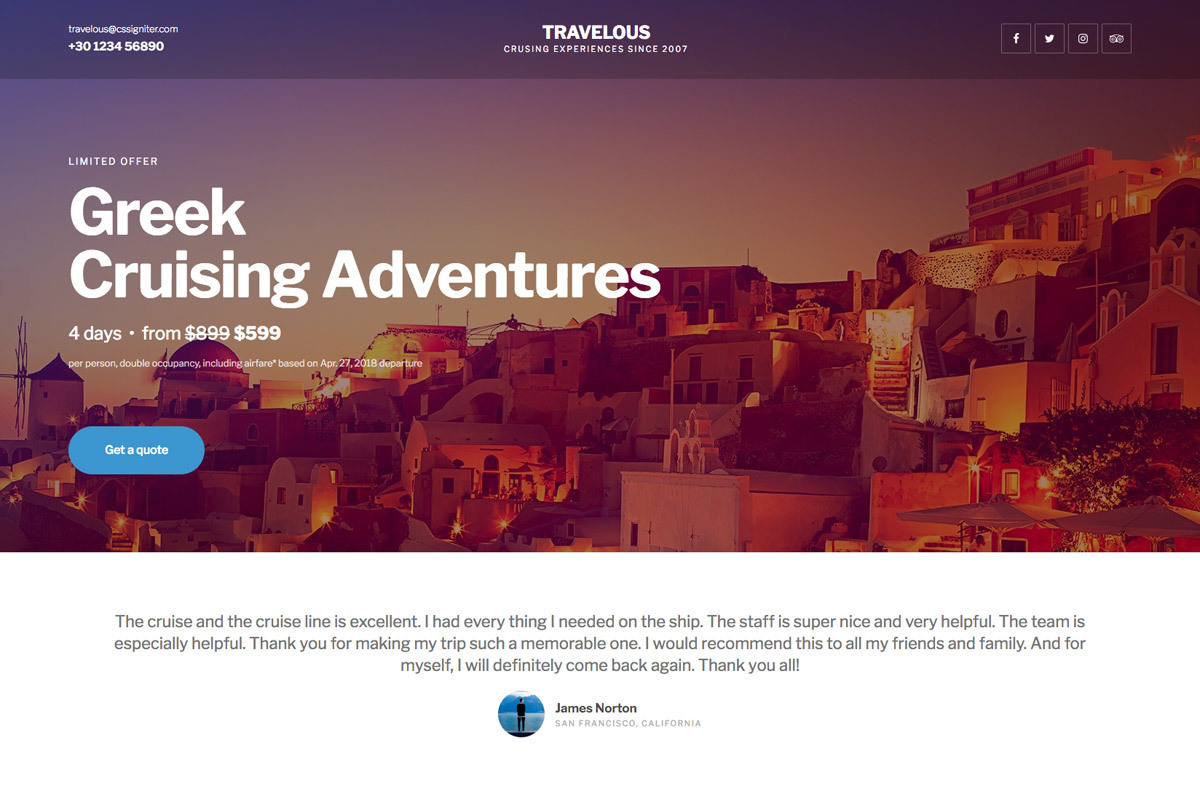 travelous@cssigniter.com
+30 1234 56890
TRAVELOUS
CRUSING EXPERIENCES SINCE 2007
LIMITED OFFER
Greek
Cruising Adventures
4 days • from $899 $599
per person, double occupancy, including airfare* based on Apr. 27, 2018 departure
Get a quote
The cruise and the cruise line is excellent. I had every thing I needed on the ship. The staff is super nice and very helpful. The team is
especially helpful. Thank you for making my trip such a memorable one. I would recommend this to all my friends and family. And for
myself, I will definitely come back again. Thank you all!
James Norton
SAN FRANCISCO, CALIFORNIA